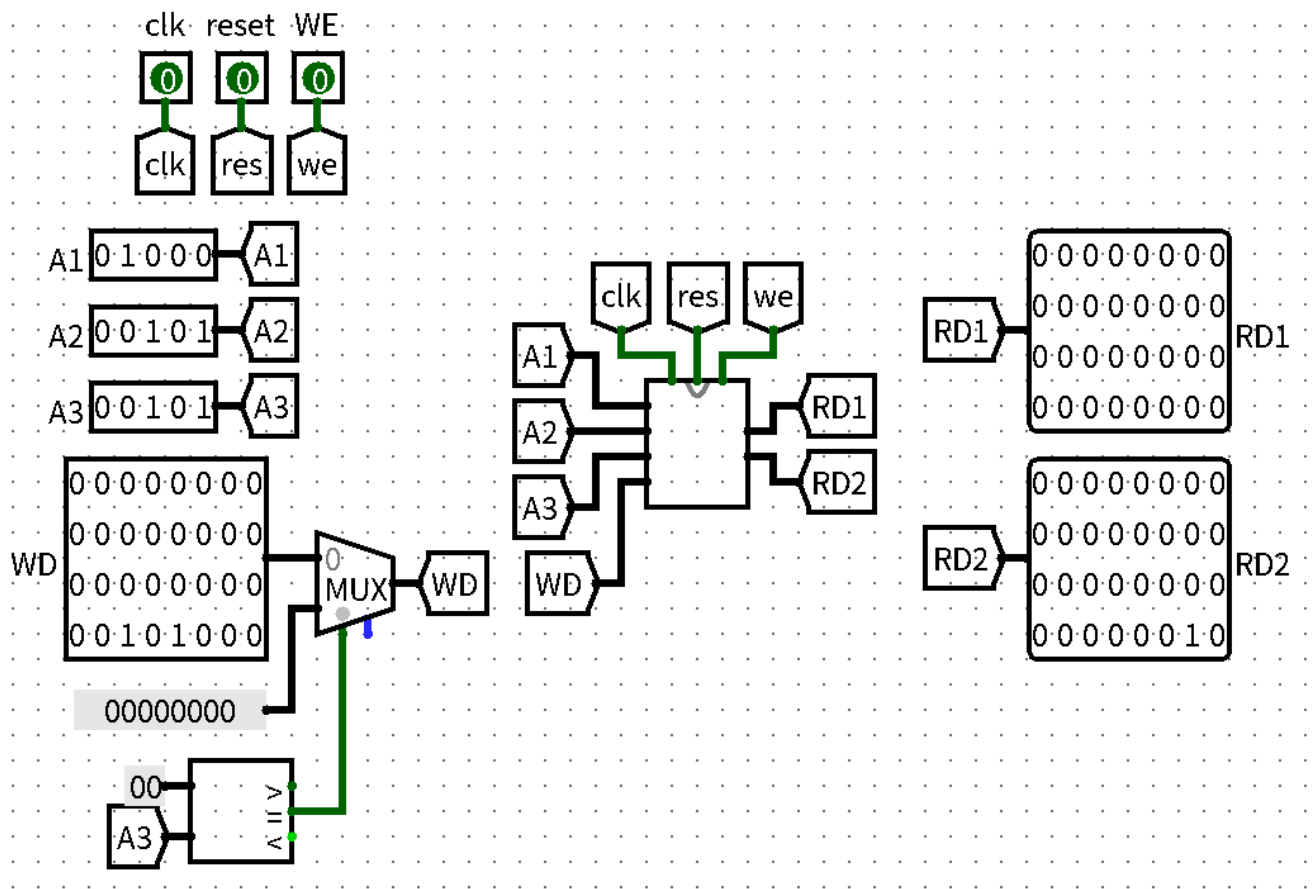 clk reset WE
0 0 0
clk res we
A1 0 1 0 0 0 A1
A2 0 0 1 0 1 A2
A3 0 0 1 0 1 A3
WD
0 0 0 0 0 0 0 0
0 0 0 0 0 0 0 0
0 0 0 0 0 0 0 0
0 0 1 0 1 0 0 0
0
MUX
WD
00000000
00
A3
>
=
<
clk res we
A1
A2
A3
WD
RD1
RD2
RD1
0 0 0 0 0 0 0 0
0 0 0 0 0 0 0 0
0 0 0 0 0 0 0 0
0 0 0 0 0 0 0 0
RD1
RD2
0 0 0 0 0 0 0 0
0 0 0 0 0 0 0 0
0 0 0 0 0 0 0 0
0 0 0 0 0 0 1 0
RD2